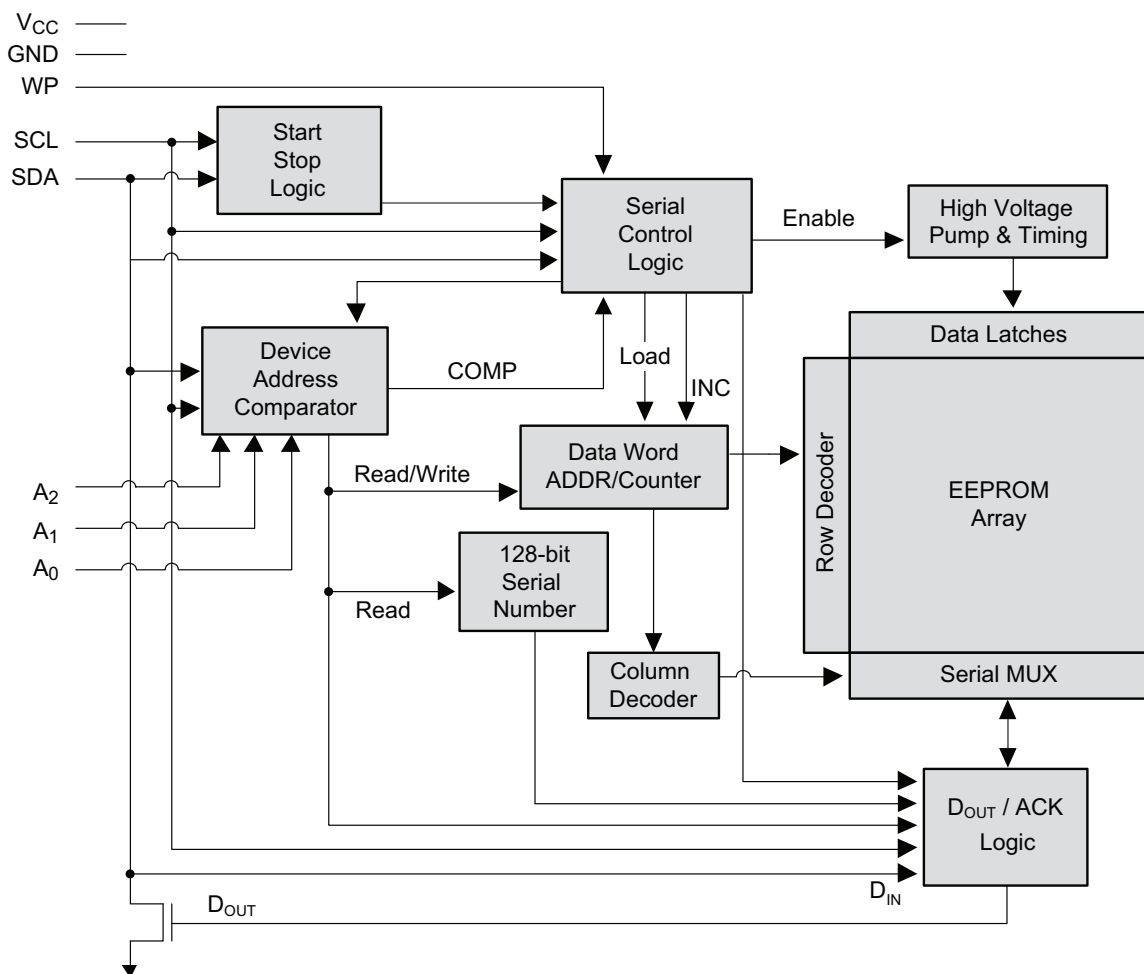 VCC
GND
WP
SCL
SDA
Start
Stop
Logic
Serial
Control
Logic
Enable
High Voltage
Pump & Timing
Data Latches
Device
Address
Comparator
COMP
Load
INC
Data Word
ADDR/Counter
Row Decoder
EEPROM
Array
Read/Write
A2
A1
A0
128-bit
Serial
Number
Read
Column
Decoder
Serial MUX
DOUT / ACK
Logic
DIN
DOUT